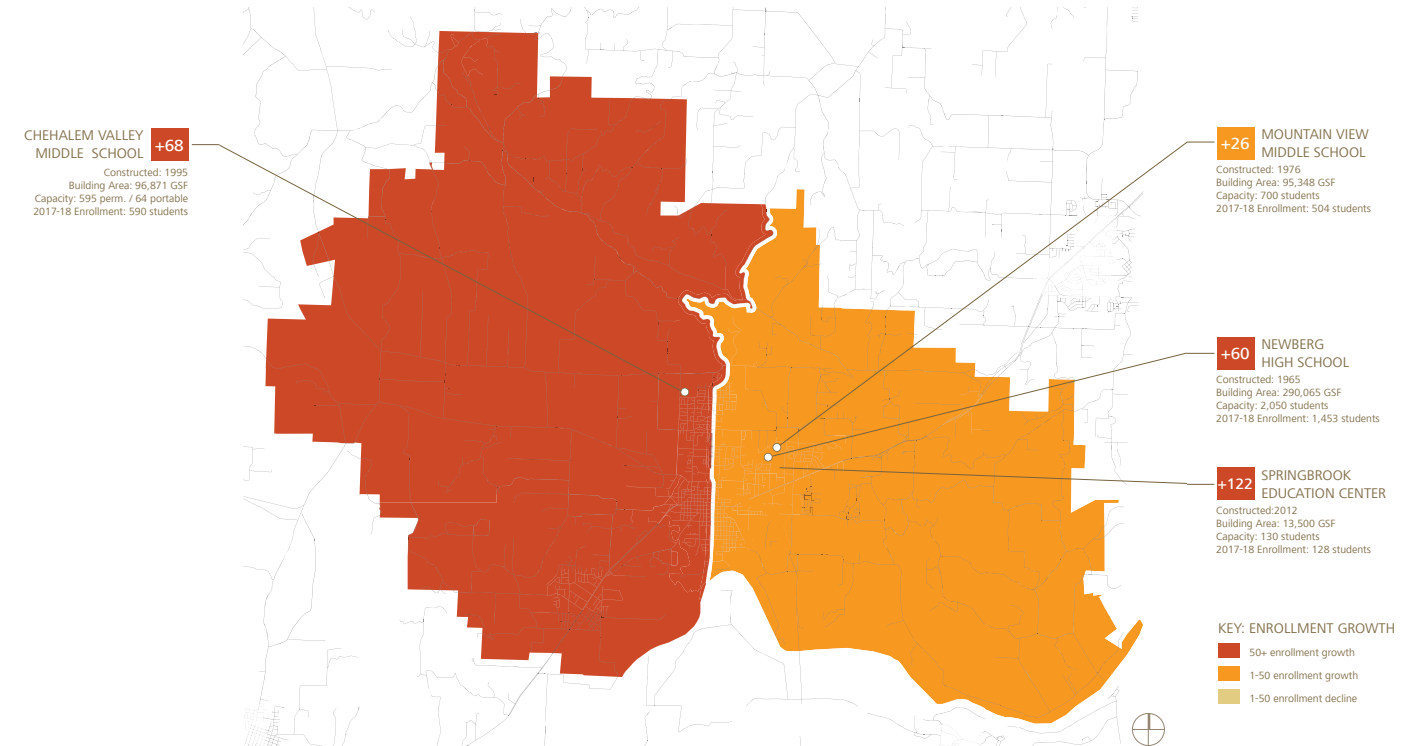 CHEHALEM VALLEY
MIDDLE SCHOOL
+68
Constructed: 1995
Building Area: 96,871 GSF
Capacity: 595 perm. / 64 portable
2017-18 Enrollment: 590 students
+26
MOUNTAIN VIEW
MIDDLE SCHOOL
Constructed: 1976
Building Area: 95,348 GSF
Capacity: 700 students
2017-18 Enrollment: 504 students
+60
NEWBERG
HIGH SCHOOL
Constructed: 1965
Building Area: 290,065 GSF
Capacity: 2,050 students
2017-18 Enrollment: 1,453 students
+122
SPRINGBROOK
EDUCATION CENTER
Constructed:2012
Building Area: 13,500 GSF
Capacity: 130 students
2017-18 Enrollment: 128 students
KEY: ENROLLMENT GROWTH
50+ enrollment growth
1-50 enrollment growth
1-50 enrollment decline